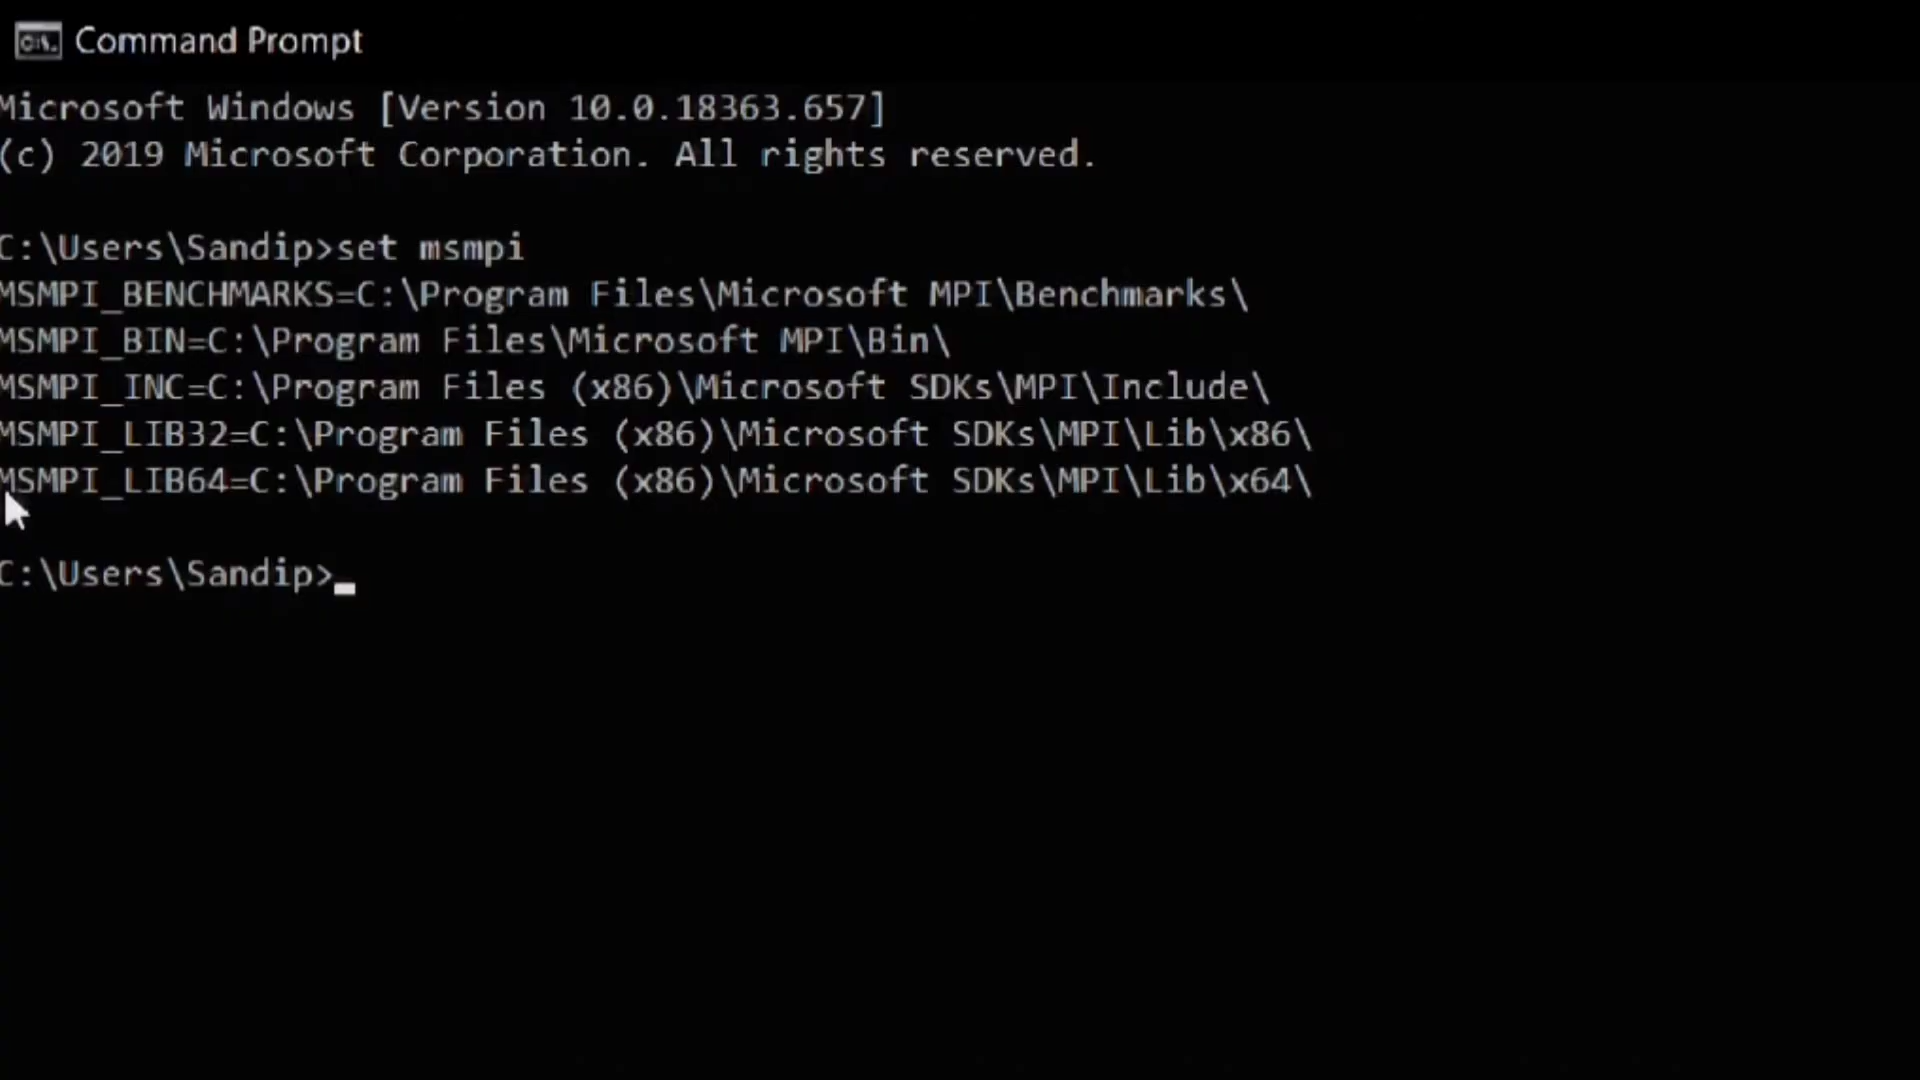 Command Prompt
Microsoft Windows [Version 10.0.18363.657]
(c) 2019 Microsoft Corporation. All rights reserved.
C:\Users\Sandip>set msmpi
MSMPI_BENCHMARKS=C:\Program Files\Microsoft MPI\Benchmarks\
MSMPI_BIN=C:\Program Files\Microsoft MPI\Bin\
MSMPI_INC=C:\Program Files (x86)\Microsoft SDKs\MPI\Include\
MSMPI_LIB32=C:\Program Files (x86)\Microsoft SDKs\MPI\Lib\x86\
MSMPI_LIB64=C:\Program Files (x86)\Microsoft SDKs\MPI\Lib\x64\
C:\Users\Sandip>